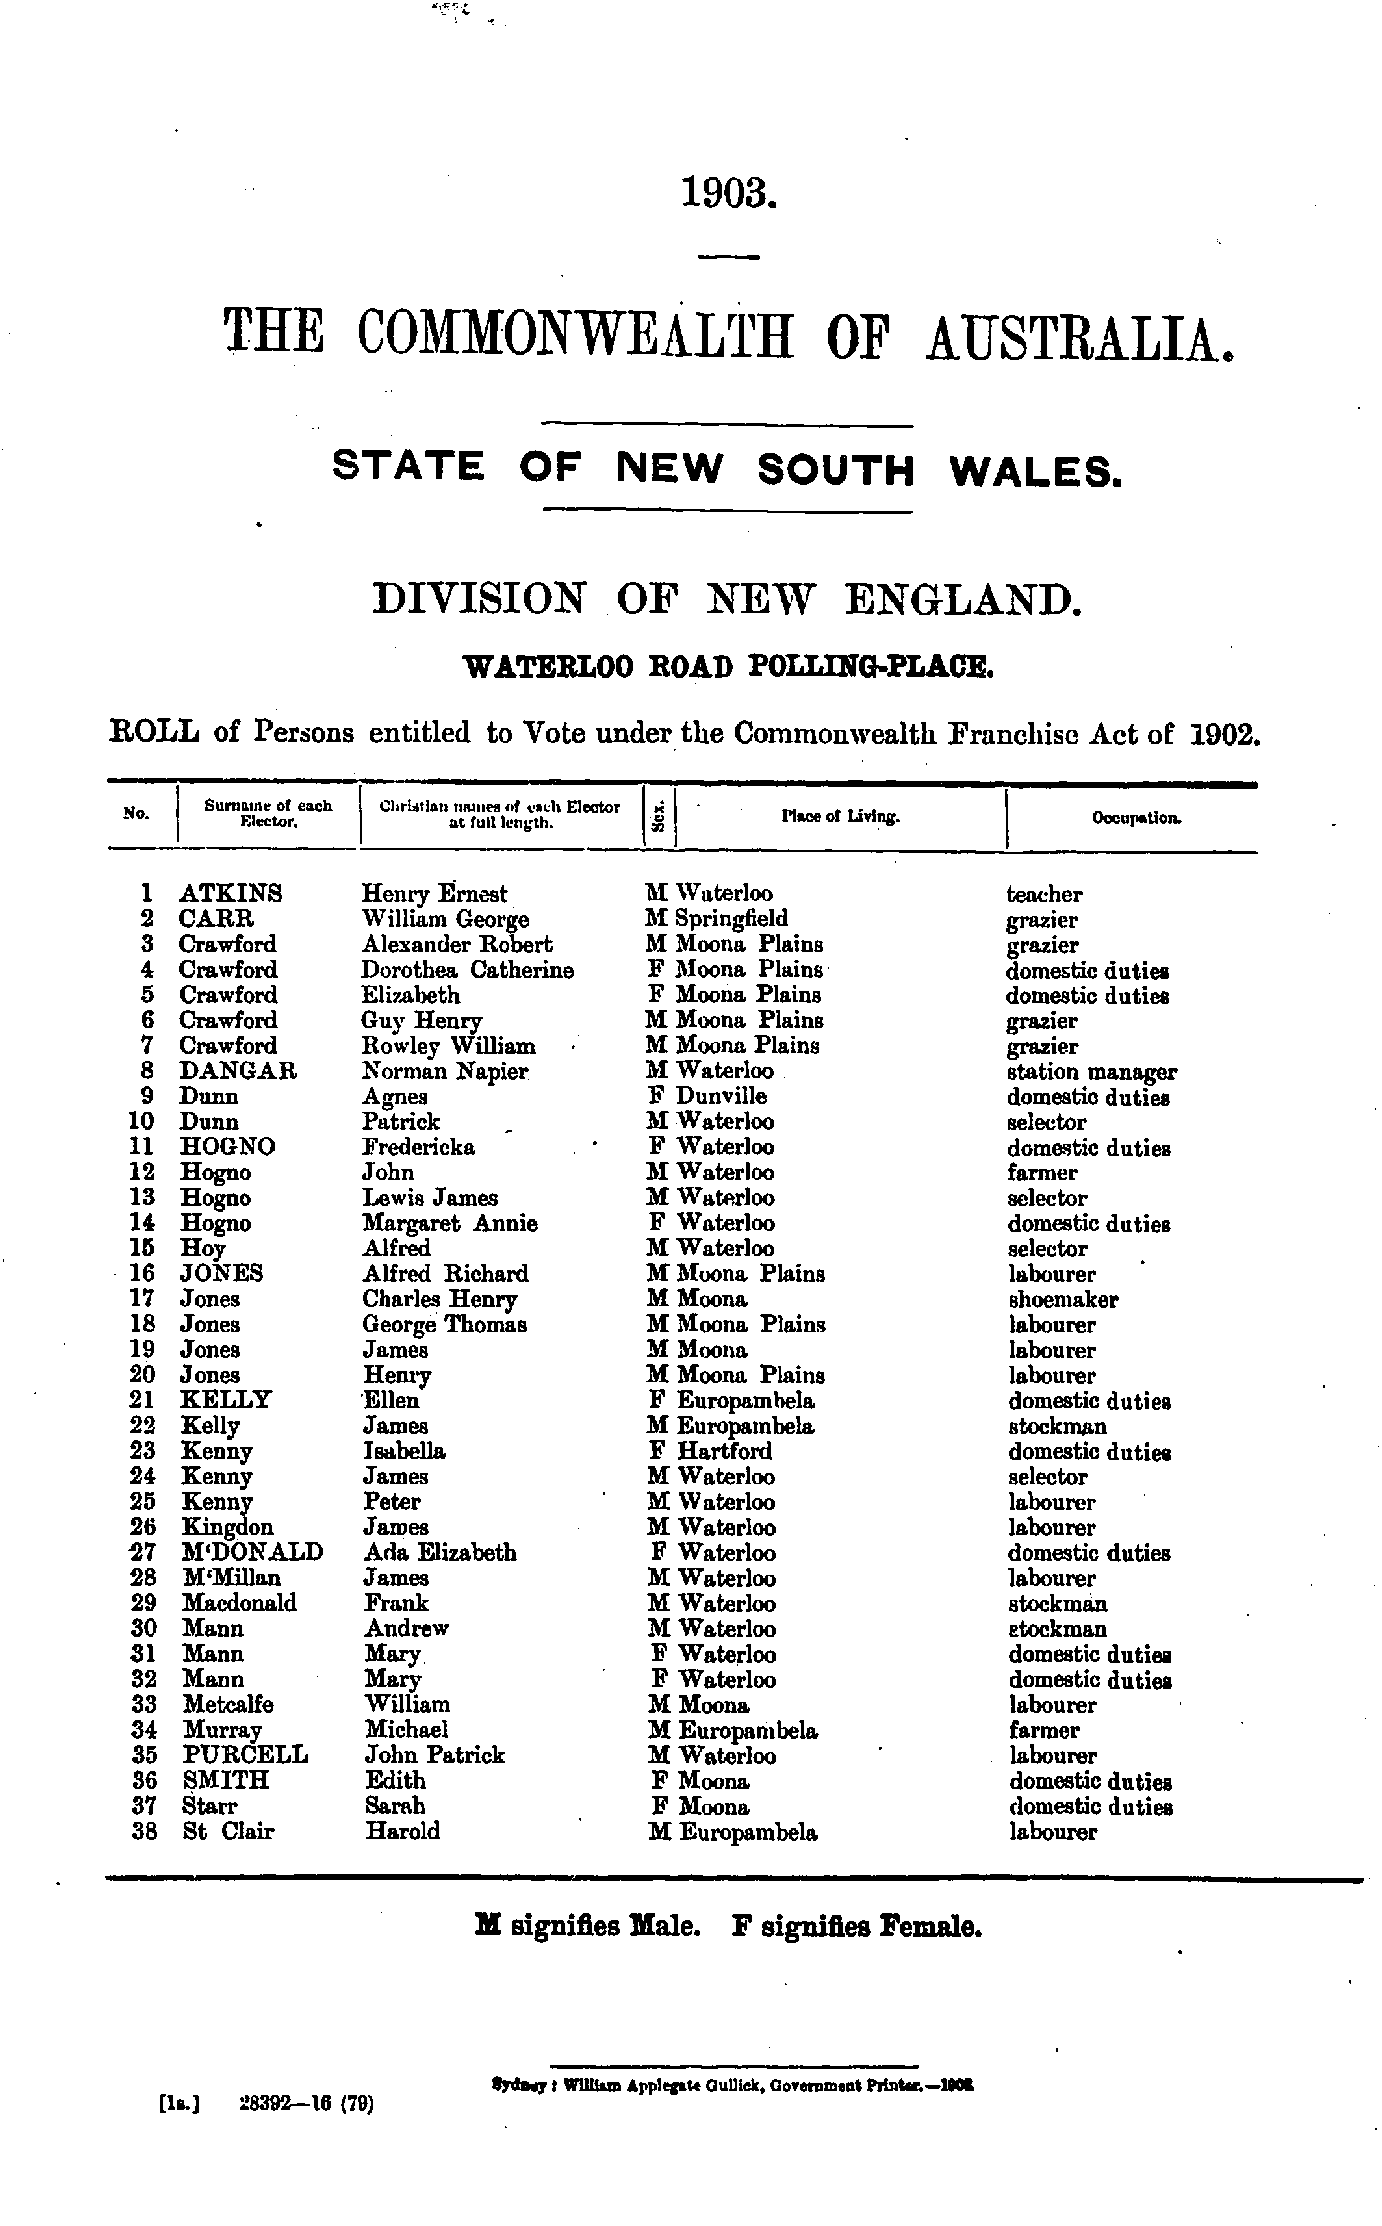 1903.
THE COMMONWEALTH OF AUSTRALIA.
STATE OF NEW SOUTH WALES.
DIVISION OF NEW ENGLAND.
WATERLOO ROAD POLLING-PLACE.
ROLL of Persons entitled to Vote under the Commonwealth Franchise Act of 1902.
No. Surname of each Elector. Christian names of each Elector at full length. Sex. Place of Living. Occupation.
1 ATKINS Henry Ernest M Waterloo teacher
2 CARR William George M Springfield grazier
3 Crawford Alexander Robert M Moona Plains grazier
4 Crawford Dorothea Catherine F Moona Plains domestic duties
5 Crawford Elizabeth F Moona Plains domestic duties
6 Crawford Guy Henry M Moona Plains grazier
7 Crawford Rowley William M Moona Plains grazier
8 DANGAR Norman Napier M Waterloo station manager
9 Dunn Agnes F Dunville domestic duties
10 Dunn Patrick M Waterloo selector
11 HOGNO Fredericka F Waterloo domestic duties
12 Hogno John M Waterloo farmer
13 Hogno Lewis James M Waterloo selector
14 Hogno Margaret Annie F Waterloo domestic duties
15 Hoy Alfred M Waterloo selector
16 JONES Alfred Richard M Moona Plains labourer
17 Jones Charles Henry M Moona shoemaker
18 Jones George Thomas M Moona Plains labourer
19 Jones James M Moona labourer
20 Jones Henry M Moona Plains labourer
21 KELLY Ellen F Europambela domestic duties
22 Kelly James M Europambela stockman
23 Kenny Isabella F Hartford domestic duties
24 Kenny James M Waterloo selector
25 Kenny Peter M Waterloo labourer
26 Kingdon James M Waterloo labourer
27 M‘DONALD Ada Elizabeth F Waterloo domestic duties
28 M‘Millan James M Waterloo labourer
29 Macdonald Frank M Waterloo stockman
30 Mann Andrew M Waterloo stockman
31 Mann Mary F Waterloo domestic duties
32 Mann Mary F Waterloo domestic duties
33 Metcalfe William M Moona labourer
34 Murray Michael M Europambela farmer
35 PURCELL John Patrick M Waterloo labourer
36 SMITH Edith F Moona domestic duties
37 Starr Sarah F Moona domestic duties
38 St Clair Harold M Europambela labourer
M signifies Male. F signifies Female.
Sydney: William Applegate Gullick, Government Printer.—
[1s.] 28392—16 (79)